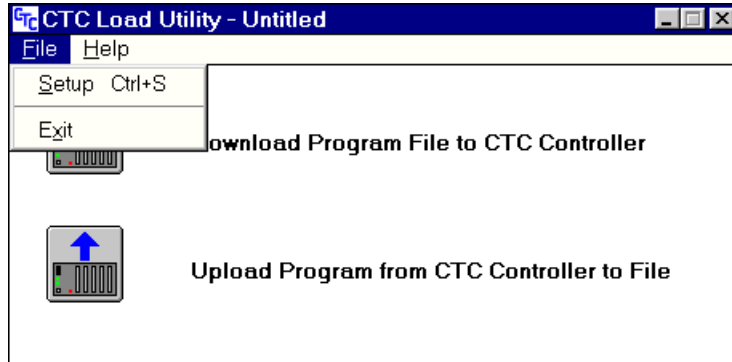 CTC CTC Load Utility - Untitled
File Help
Setup Ctrl+S
Exit
ownload Program File to CTC Controller
Upload Program from CTC Controller to File